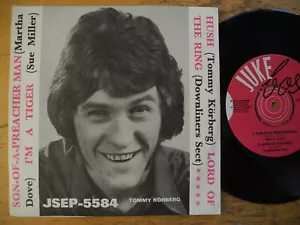 SON-OF-A-PREACHER MAN (Martha
Dove) I'M A TIGER (Sue Miller)
HUSH (Tommy Körberg) LORD OF
THE RING (Downliners Sect) *****
JSEP-5584
TOMMY KÖRBERG
JUKE
box